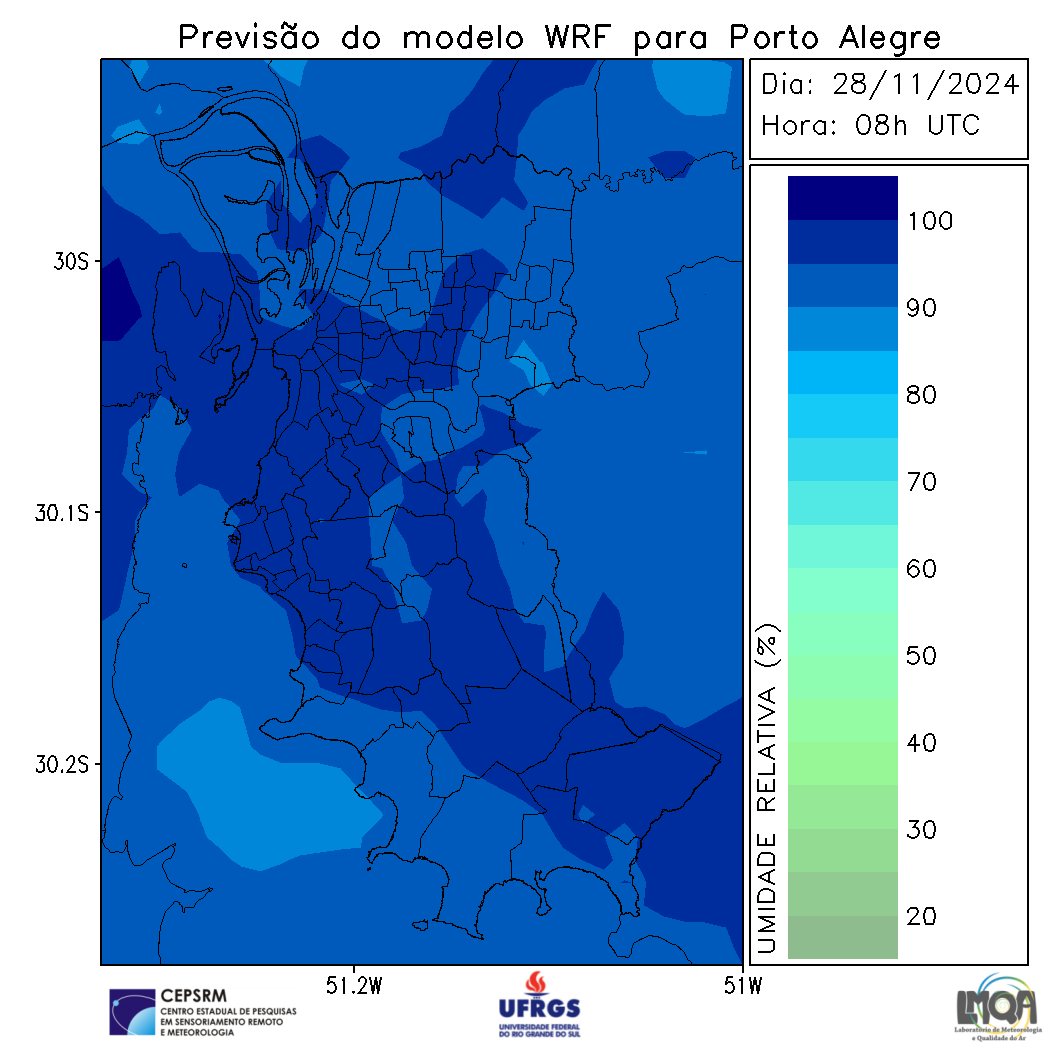 Previsão do modelo WRF para Porto Alegre
Dia: 28/11/2024
Hora: 08h UTC
100
90
80
70
60
50
40
30
20
UMIDADE RELATIVA (%)
30S
30.1S
30.2S
51.2W
51W
CEPSRM
CENTRO ESTADUAL DE PESQUISAS
EM SENSORIAMENTO REMOTO
E METEOROLOGIA
UFRGS
UNIVERSIDADE FEDERAL
DO RIO GRANDE DO SUL
LMQA
Laboratório de Meteorologia
e Qualidade do Ar